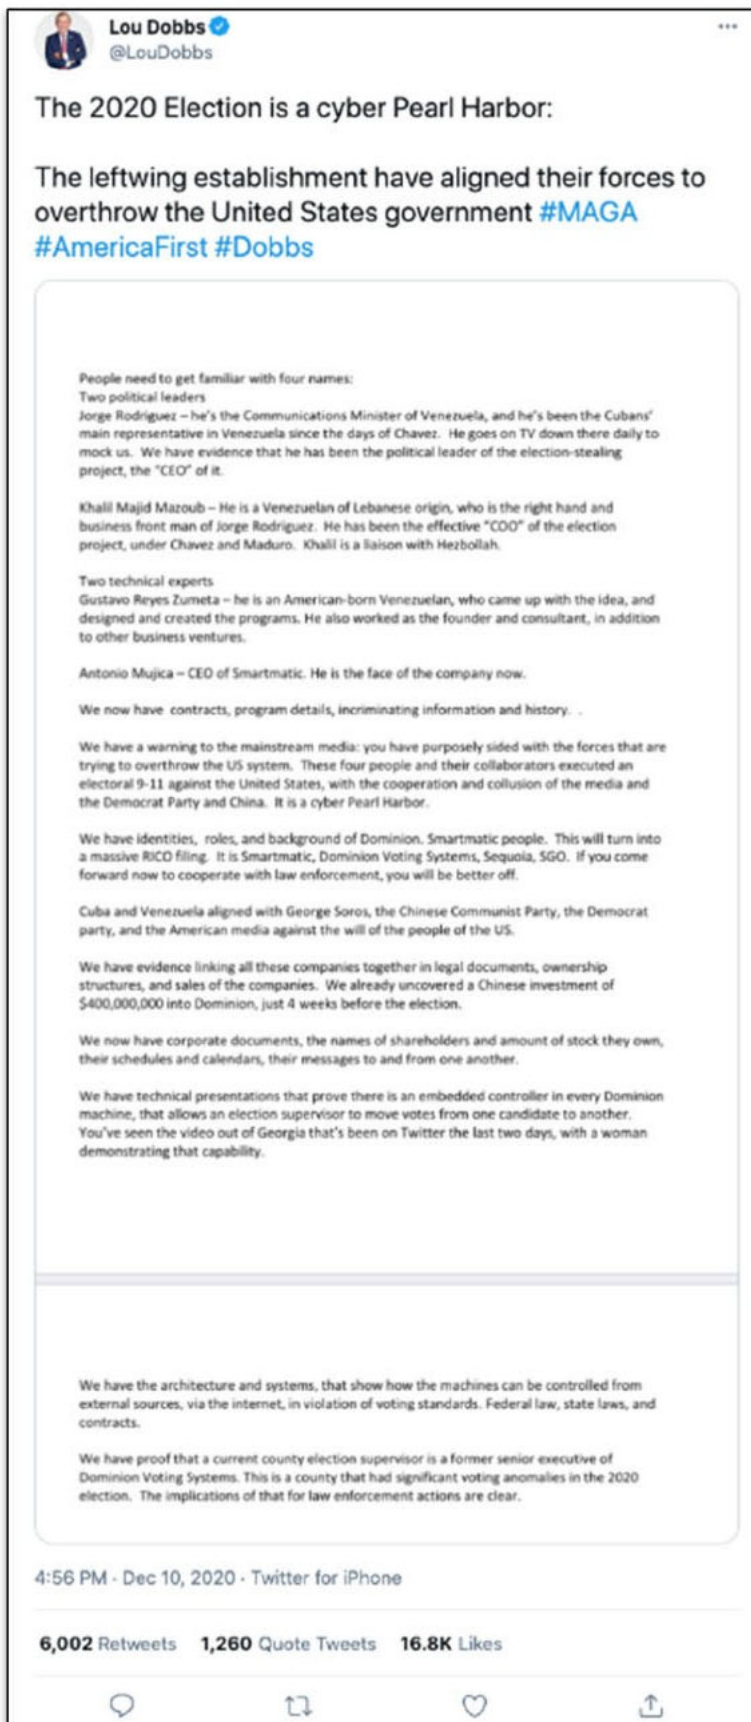 Lou Dobbs
@LouDobbs
The 2020 Election is a cyber Pearl Harbor:
The leftwing establishment have aligned their forces to
overthrow the United States government #MAGA
#AmericaFirst #Dobbs
People need to get familiar with four names:
Two political leaders
Jorge Rodriguez – he's the Communications Minister of Venezuela, and he's been the Cubans'
main representative in Venezuela since the days of Chavez. He goes on TV down there daily to
mock us. We have evidence that he has been the political leader of the election-stealing
project, the "CEO" of it.
Khalil Majid Mazoub – He is a Venezuelan of Lebanese origin, who is the right hand and
business front man of Jorge Rodriguez. He has been the effective "COO" of the election
project, under Chavez and Maduro. Khalil is a liaison with Hezbollah.
Two technical experts
Gustavo Reyes Zumeta – he is an American-born Venezuelan, who came up with the idea, and
designed and created the programs. He also worked as the founder and consultant, in addition
to other business ventures.
Antonio Mujica – CEO of Smartmatic. He is the face of the company now.
We now have contracts, program details, incriminating information and history. .
We have a warning to the mainstream media: you have purposely sided with the forces that are
trying to overthrow the US system. These four people and their collaborators executed an
electoral 9-11 against the United States, with the cooperation and collusion of the media and
the Democrat Party and China. It is a cyber Pearl Harbor.
We have identities, roles, and background of Dominion. Smartmatic people. This will turn into
a massive RICO filing. It is Smartmatic, Dominion Voting Systems, Sequoia, SGO. If you come
forward now to cooperate with law enforcement, you will be better off.
Cuba and Venezuela aligned with George Soros, the Chinese Communist Party, the Democrat
party, and the American media against the will of the people of the US.
We have evidence linking all these companies together in legal documents, ownership
structures, and sales of the companies. We already uncovered a Chinese investment of
$400,000,000 into Dominion, just 4 weeks before the election.
We now have corporate documents, the names of shareholders and amount of stock they own,
their schedules and calendars, their messages to and from one another.
We have technical presentations that prove there is an embedded controller in every Dominion
machine, that allows an election supervisor to move votes from one candidate to another.
You've seen the video out of Georgia that's been on Twitter the last two days, with a woman
demonstrating that capability.
We have the architecture and systems, that show how the machines can be controlled from
external sources, via the internet, in violation of voting standards. Federal law, state laws, and
contracts.
We have proof that a current county election supervisor is a former senior executive of
Dominion Voting Systems. This is a county that had significant voting anomalies in the 2020
election. The implications of that for law enforcement actions are clear.
4:56 PM · Dec 10, 2020 · Twitter for iPhone
6,002 Retweets 1,260 Quote Tweets 16.8K Likes